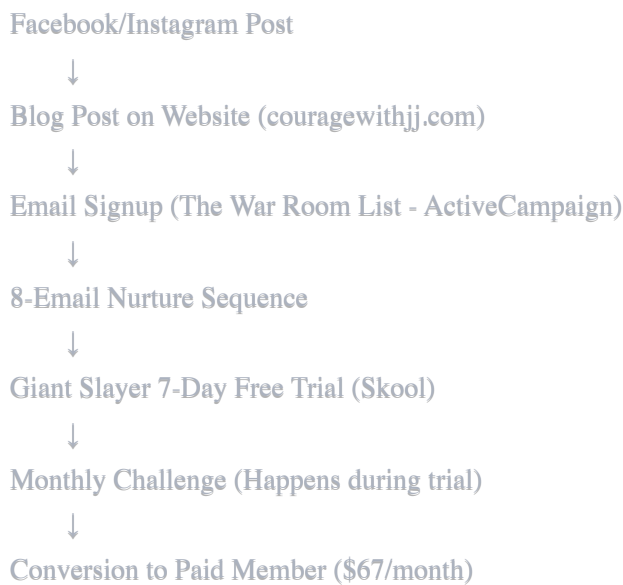 Facebook/Instagram Post
↓
Blog Post on Website (couragewithjj.com)
↓
Email Signup (The War Room List - ActiveCampaign)
↓
8-Email Nurture Sequence
↓
Giant Slayer 7-Day Free Trial (Skool)
↓
Monthly Challenge (Happens during trial)
↓
Conversion to Paid Member ($67/month)